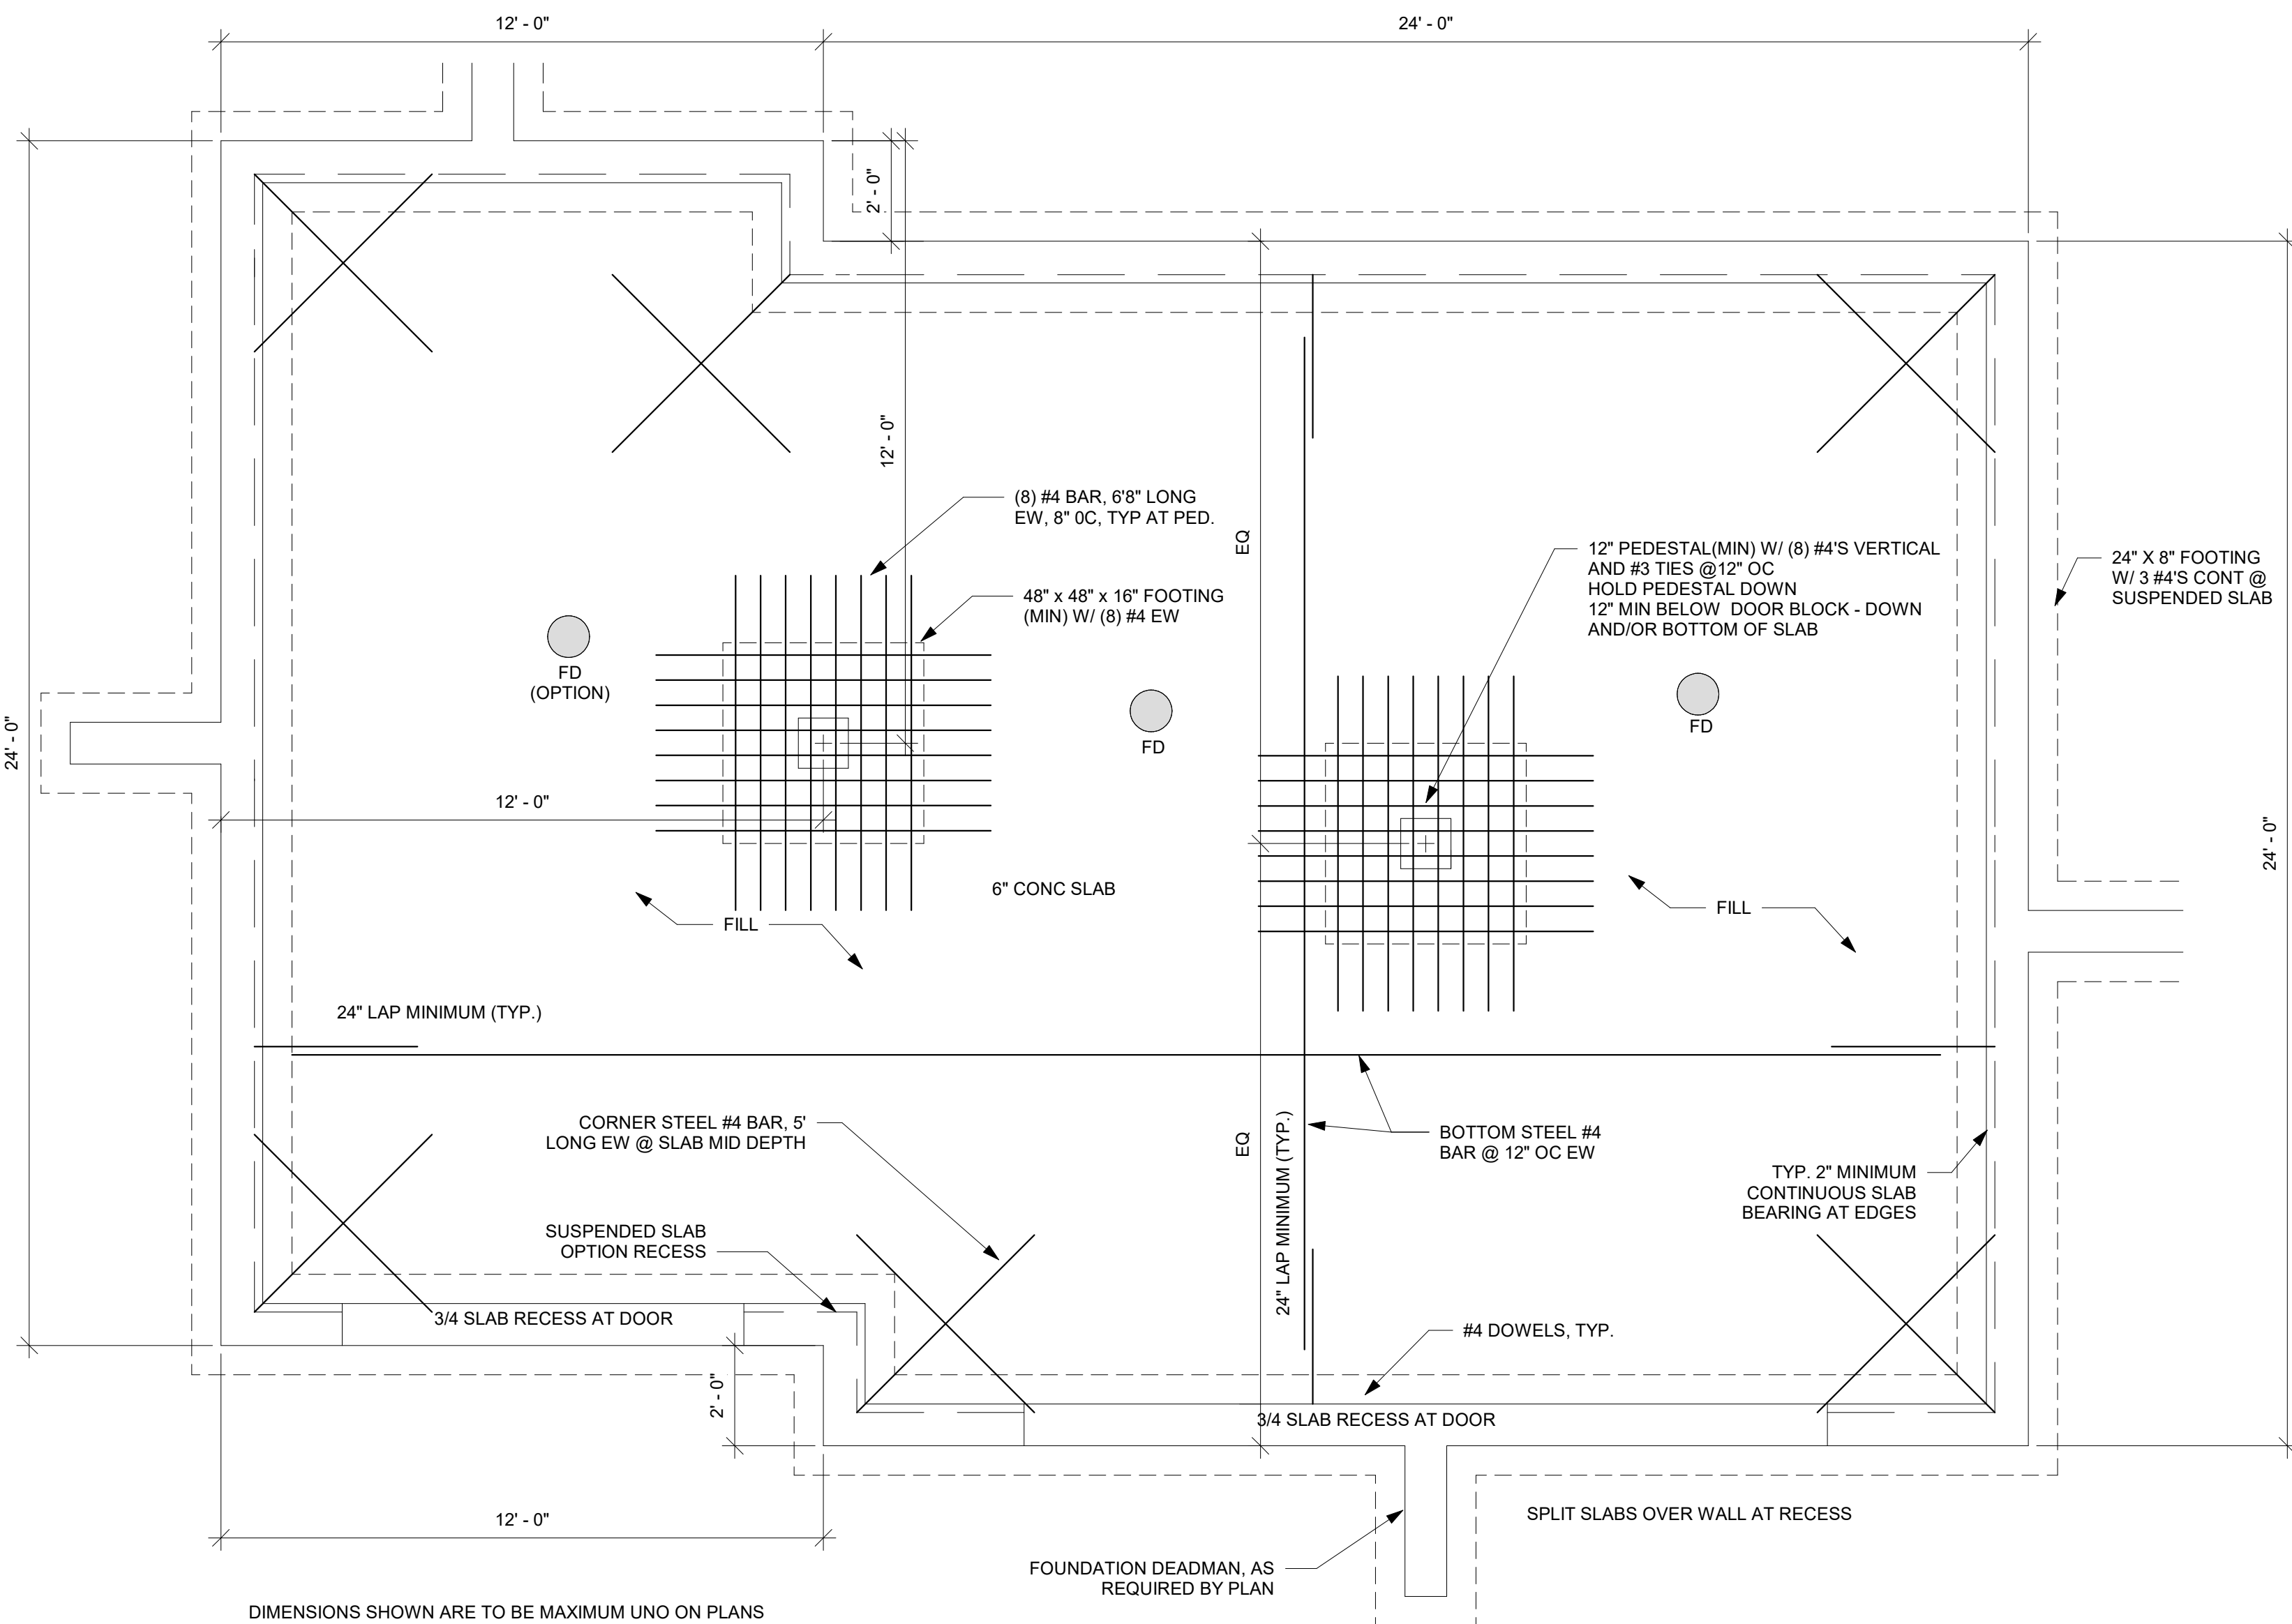 12' - 0"
24' - 0"
2' - 0"
12' - 0"
(8) #4 BAR, 6'8" LONG
EW, 8" 0C, TYP AT PED.
EQ
12" PEDESTAL(MIN) W/ (8) #4'S VERTICAL
AND #3 TIES @12" OC
HOLD PEDESTAL DOWN
12" MIN BELOW DOOR BLOCK - DOWN
AND/OR BOTTOM OF SLAB
24" X 8" FOOTING
W/ 3 #4'S CONT @
SUSPENDED SLAB
48" x 48" x 16" FOOTING
(MIN) W/ (8) #4 EW
FD
(OPTION)
FD
FD
24' - 0"
12' - 0"
24' - 0"
6" CONC SLAB
FILL
FILL
24" LAP MINIMUM (TYP.)
CORNER STEEL #4 BAR, 5'
LONG EW @ SLAB MID DEPTH
EQ
24" LAP MINIMUM (TYP.)
BOTTOM STEEL #4
BAR @ 12" OC EW
TYP. 2" MINIMUM
CONTINUOUS SLAB
BEARING AT EDGES
SUSPENDED SLAB
OPTION RECESS
3/4 SLAB RECESS AT DOOR
#4 DOWELS, TYP.
2' - 0"
3/4 SLAB RECESS AT DOOR
12' - 0"
SPLIT SLABS OVER WALL AT RECESS
FOUNDATION DEADMAN, AS
REQUIRED BY PLAN
DIMENSIONS SHOWN ARE TO BE MAXIMUM UNO ON PLANS